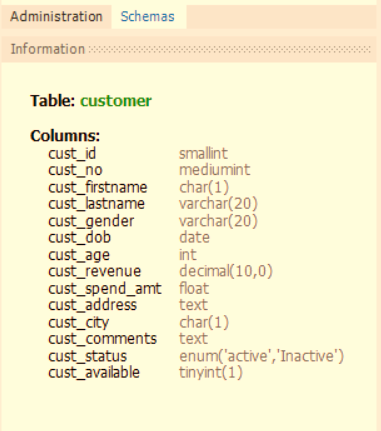 Administration Schemas
Information
Table: customer
Columns:
cust_id smallint
cust_no mediumint
cust_firstname char(1)
cust_lastname varchar(20)
cust_gender varchar(20)
cust_dob date
cust_age int
cust_revenue decimal(10,0)
cust_spend_amt float
cust_address text
cust_city char(1)
cust_comments text
cust_status enum('active','Inactive')
cust_available tinyint(1)